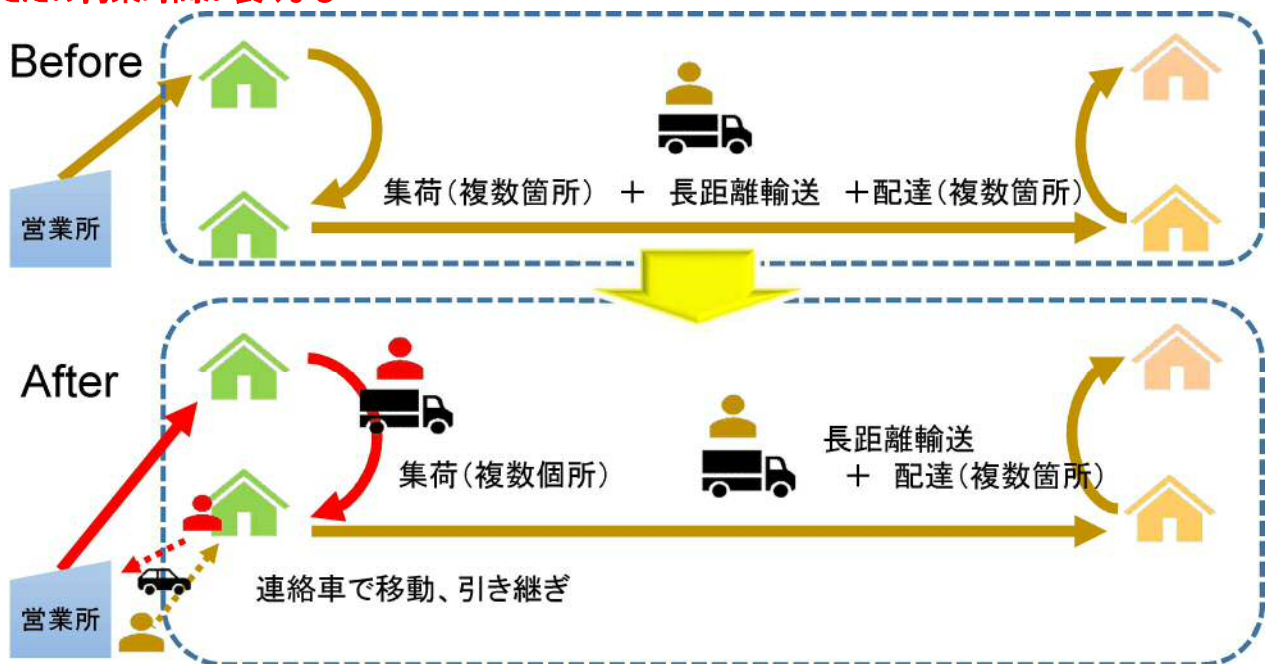 Before
営業所
集荷(複数箇所) + 長距離輸送 +配達(複数箇所)
After
集荷(複数個所)
長距離輸送
+ 配達(複数箇所)
営業所
連絡車で移動、引き継ぎ